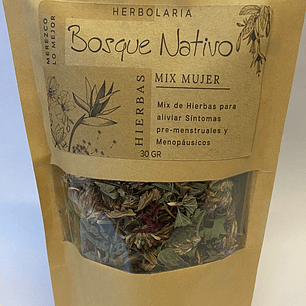 HERBOLARIA
MEREZCO
LO MEJOR
Bosque Nativo
HIERBAS
MIX MUJER
Mix de Hierbas para
aliviar Síntomas
pre-menstruales y
Menopáusicos
30 GR